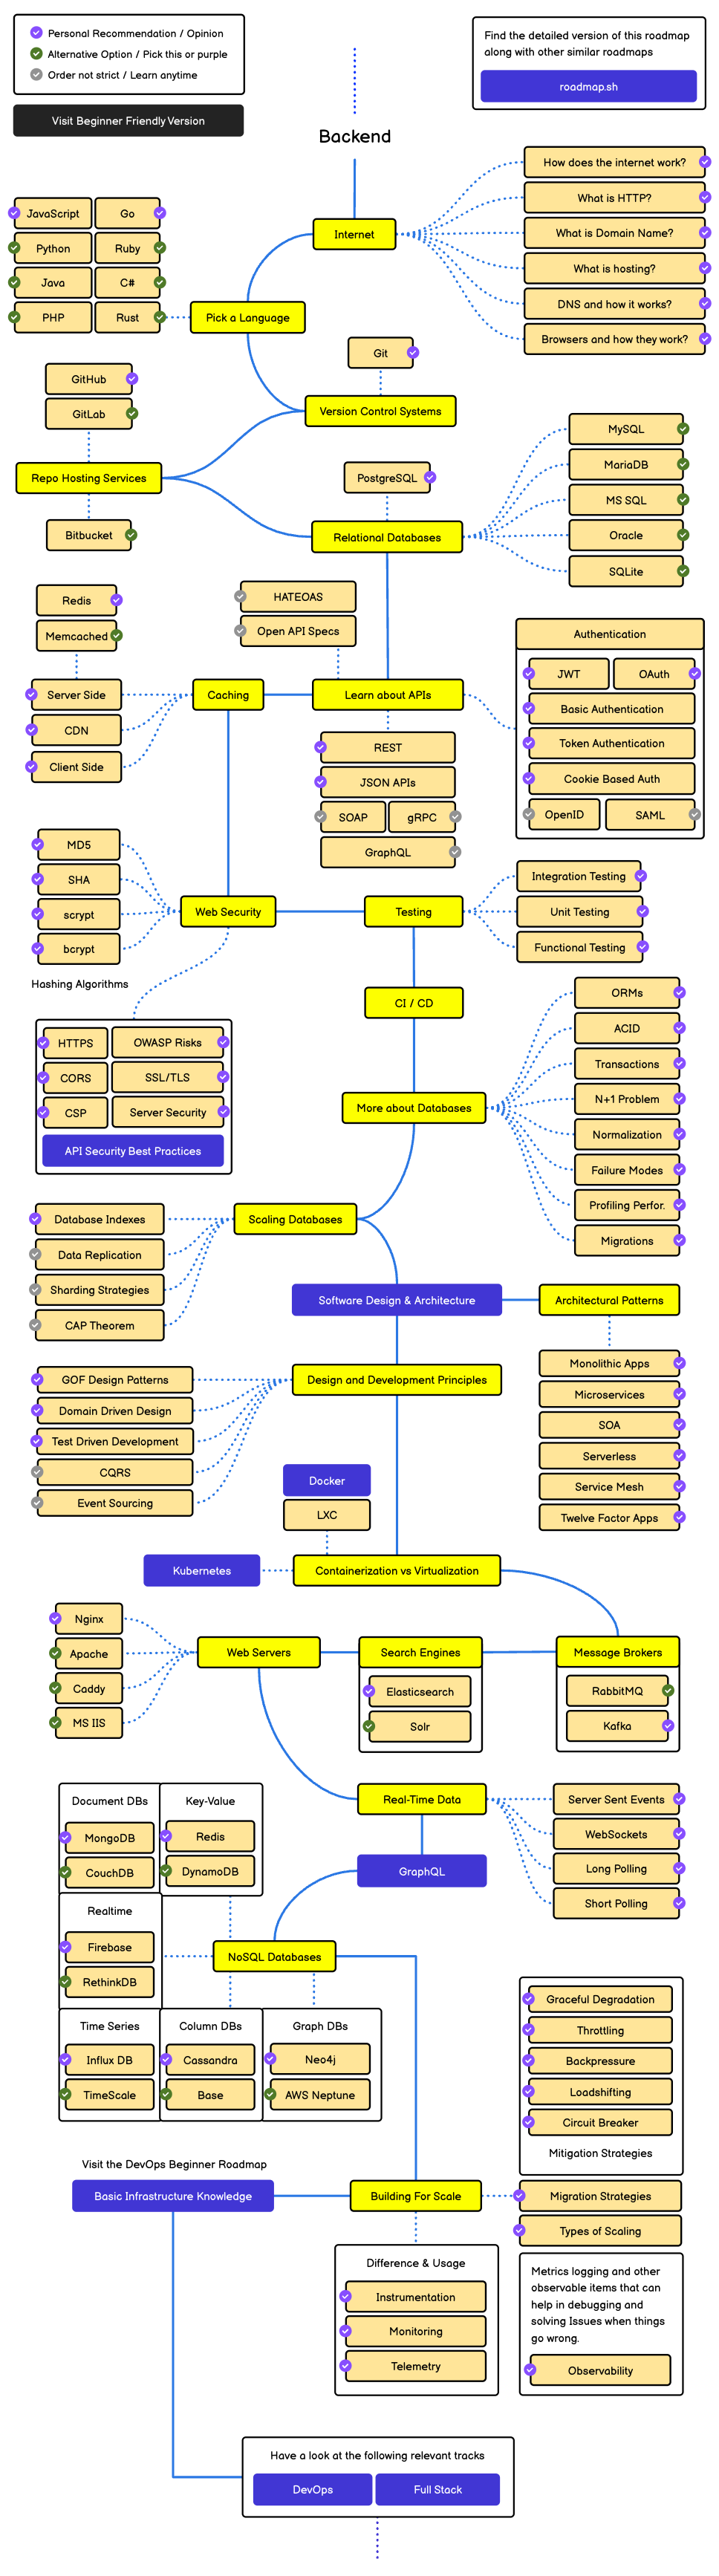 Personal Recommendation / Opinion
Alternative Option / Pick this or purple
Order not strict / Learn anytime
Visit Beginner Friendly Version
Find the detailed version of this roadmap
along with other similar roadmaps
roadmap.sh
Backend
Internet
How does the internet work?
What is HTTP?
What is Domain Name?
What is hosting?
DNS and how it works?
Browsers and how they work?
JavaScript
Go
Python
Ruby
Java
C#
PHP
Rust
Pick a Language
Git
Version Control Systems
GitHub
GitLab
Repo Hosting Services
Bitbucket
PostgreSQL
Relational Databases
MySQL
MariaDB
MS SQL
Oracle
SQLite
Redis
Memcached
Server Side
CDN
Client Side
Caching
HATEOAS
Open API Specs
Learn about APIs
REST
JSON APIs
SOAP
gRPC
GraphQL
Authentication
JWT
OAuth
Basic Authentication
Token Authentication
Cookie Based Auth
OpenID
SAML
MD5
SHA
scrypt
bcrypt
Hashing Algorithms
Web Security
Testing
Integration Testing
Unit Testing
Functional Testing
HTTPS
OWASP Risks
CORS
SSL/TLS
CSP
Server Security
API Security Best Practices
CI / CD
More about Databases
ORMs
ACID
Transactions
N+1 Problem
Normalization
Failure Modes
Profiling Perfor.
Migrations
Scaling Databases
Database Indexes
Data Replication
Sharding Strategies
CAP Theorem
Software Design & Architecture
Architectural Patterns
Monolithic Apps
Microservices
SOA
Serverless
Service Mesh
Twelve Factor Apps
Design and Development Principles
GOF Design Patterns
Domain Driven Design
Test Driven Development
CQRS
Event Sourcing
Docker
LXC
Kubernetes
Containerization vs Virtualization
Nginx
Apache
Caddy
MS IIS
Web Servers
Search Engines
Elasticsearch
Solr
Message Brokers
RabbitMQ
Kafka
Real-Time Data
Server Sent Events
WebSockets
Long Polling
Short Polling
GraphQL
Document DBs
MongoDB
CouchDB
Key-Value
Redis
DynamoDB
Realtime
Firebase
RethinkDB
NoSQL Databases
Time Series
Influx DB
TimeScale
Column DBs
Cassandra
Base
Graph DBs
Neo4j
AWS Neptune
Graceful Degradation
Throttling
Backpressure
Loadshifting
Circuit Breaker
Mitigation Strategies
Visit the DevOps Beginner Roadmap
Basic Infrastructure Knowledge
Building For Scale
Migration Strategies
Types of Scaling
Difference & Usage
Instrumentation
Monitoring
Telemetry
Metrics logging and other
observable items that can
help in debugging and
solving Issues when things
go wrong.
Observability
Have a look at the following relevant tracks
DevOps
Full Stack